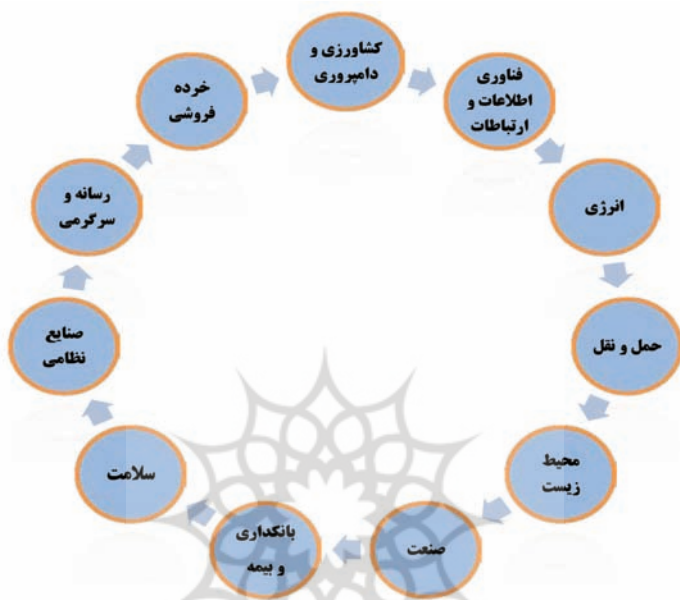 کشاورزی و
دامپروری
فناوری
اطلاعات و
ارتباطات
انرژی
حمل و نقل
محیط
زیست
صنعت
بانکداری
و بیمه
سلامت
صنایع
نظامی
رسانه و
سرگرمی
خرده
فروشی